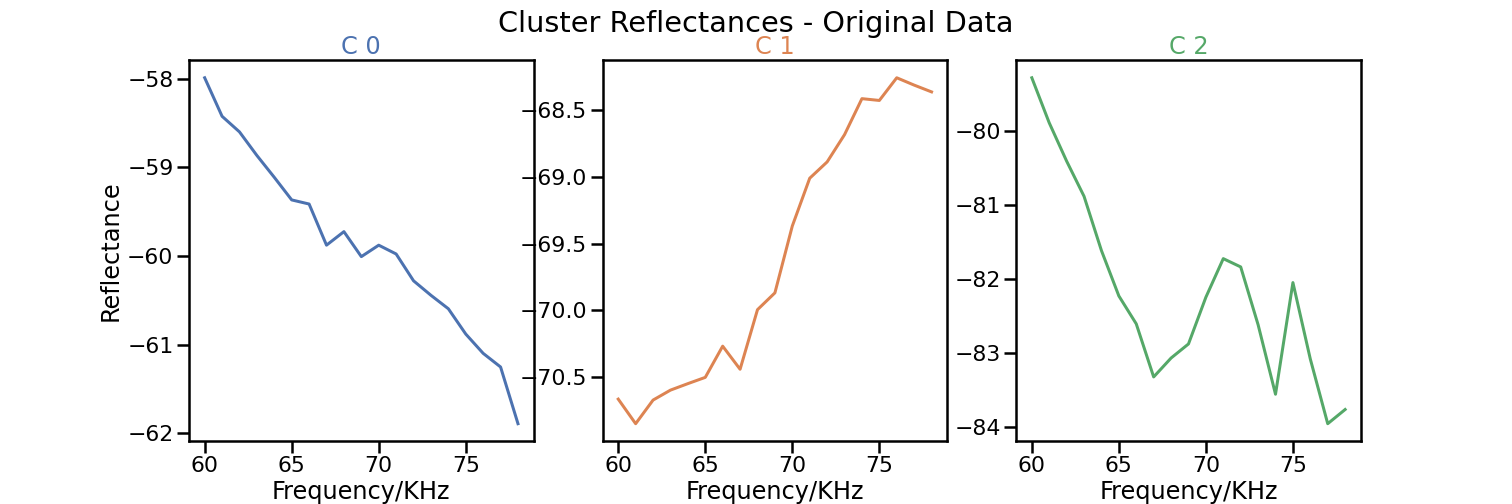 Cluster Reflectances - Original Data
C 0
C 1
C 2
Reflectance
−58
−59
−60
−61
−62
60 65 70 75
Frequency/KHz
−68.5
−69.0
−69.5
−70.0
−70.5
60 65 70 75
Frequency/KHz
−80
−81
−82
−83
−84
60 65 70 75
Frequency/KHz